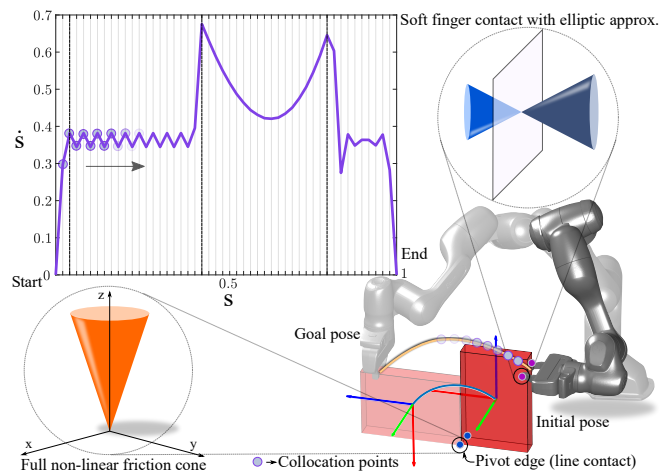 Soft finger contact with elliptic approx.
0.7
0.6
0.5
0.4
0.3
0.2
0.1
0
ṡ
Start
0.5
s
End
1
z
x
y
Full non-linear friction cone
Goal pose
Initial pose
Pivot edge (line contact)
Collocation points